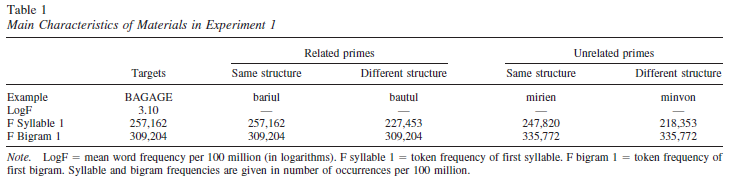 Table 1
Main Characteristics of Materials in Experiment 1
Related primes Unrelated primes
Targets Same structure Different structure Same structure Different structure
Example BAGAGE bariul bautul mirien minvon
LogF 3.10 — — — —
F Syllable 1 257,162 257,162 227,453 247,820 218,353
F Bigram 1 309,204 309,204 309,204 335,772 335,772
Note. LogF = mean word frequency per 100 million (in logarithms). F syllable 1 = token frequency of first syllable. F bigram 1 = token frequency of
first bigram. Syllable and bigram frequencies are given in number of occurrences per 100 million.